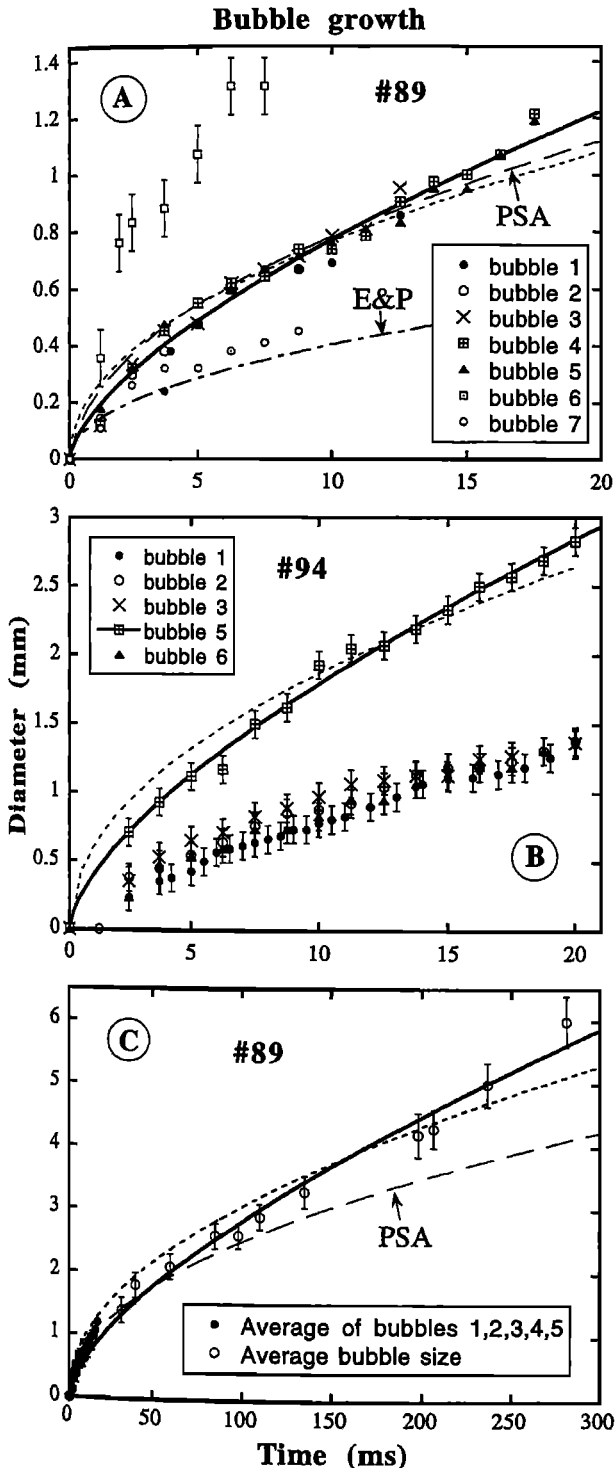 Bubble growth
1.4
1.2
1
0.8
0.6
0.4
0.2
0
A
#89
PSA
E&P
bubble 1
bubble 2
bubble 3
bubble 4
bubble 5
bubble 6
bubble 7
0 5 10 15 20
3
2.5
2
1.5
1
0.5
0
Diameter (mm)
bubble 1
bubble 2
bubble 3
bubble 5
bubble 6
#94
B
0 5 10 15 20
6
5
4
3
2
1
0
C
#89
PSA
Average of bubbles 1,2,3,4,5
Average bubble size
0 50 100 150 200 250 300
Time (ms)